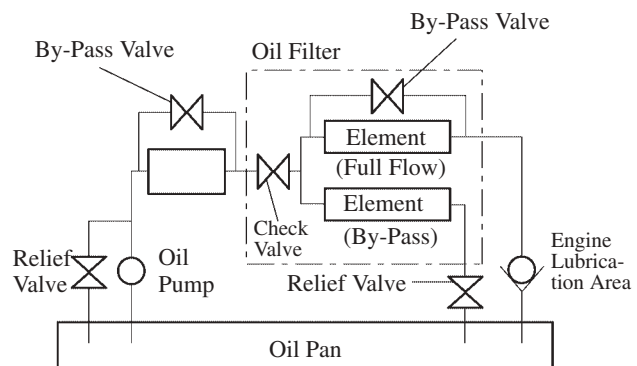 By-Pass Valve
By-Pass
Valve
Oil Filter
Element
(Full Flow)
Element
(By-Pass)
Check
Valve
Relief
Valve
Oil
Pump
Relief Valve
Engine
Lubrica-
tion Area
Oil Pan